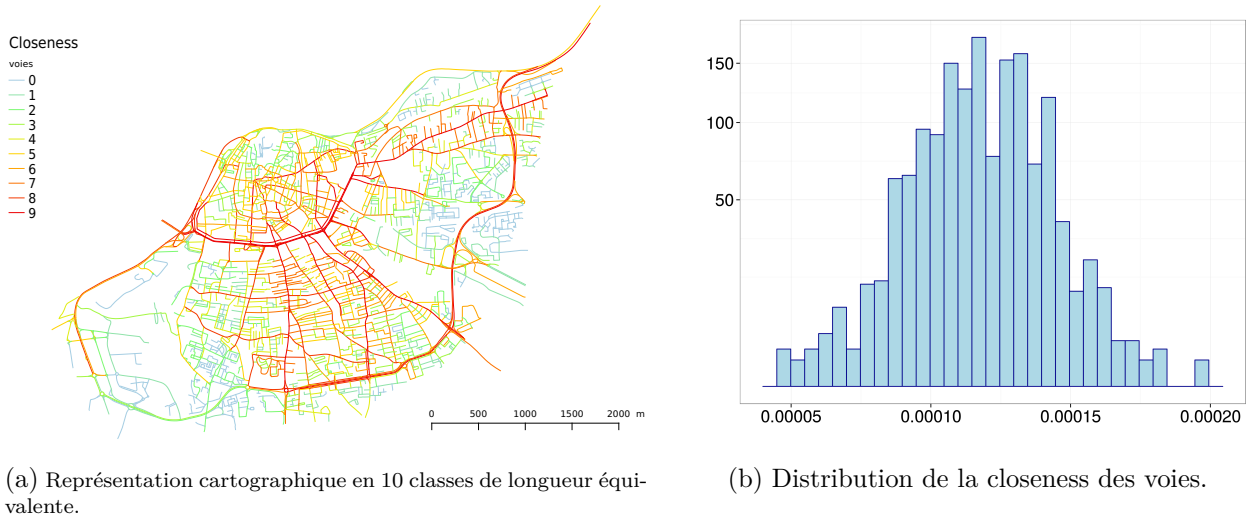 Closeness
voies
0
1
2
3
4
5
6
7
8
9
0 500 1000 1500 2000 m
150
100
50
0.00005 0.00010 0.00015 0.00020
(a) Représentation cartographique en 10 classes de longueur équi-
valente.
(b) Distribution de la closeness des voies.